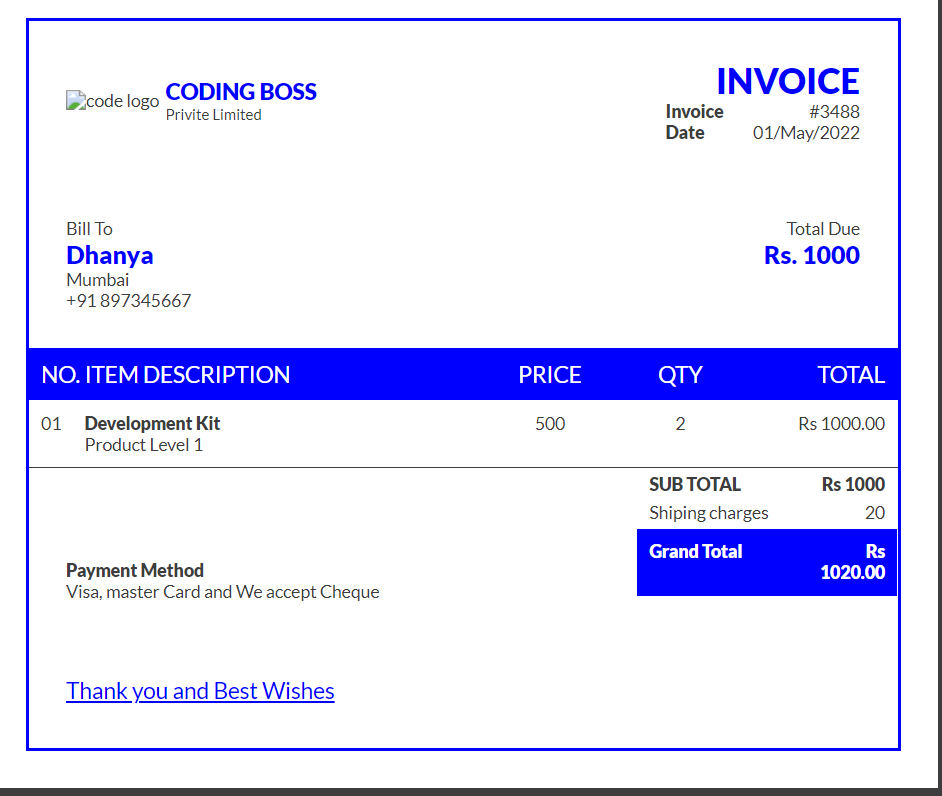 code logo
CODING BOSS
Privite Limited
INVOICE
Invoice #3488
Date 01/May/2022
Bill To
Dhanya
Mumbai
+91 897345667
Total Due
Rs. 1000
NO. ITEM DESCRIPTION PRICE QTY TOTAL
01 Development Kit 500 2 Rs 1000.00
Product Level 1
SUB TOTAL Rs 1000
Shiping charges 20
Grand Total Rs
1020.00
Payment Method
Visa, master Card and We accept Cheque
Thank you and Best Wishes